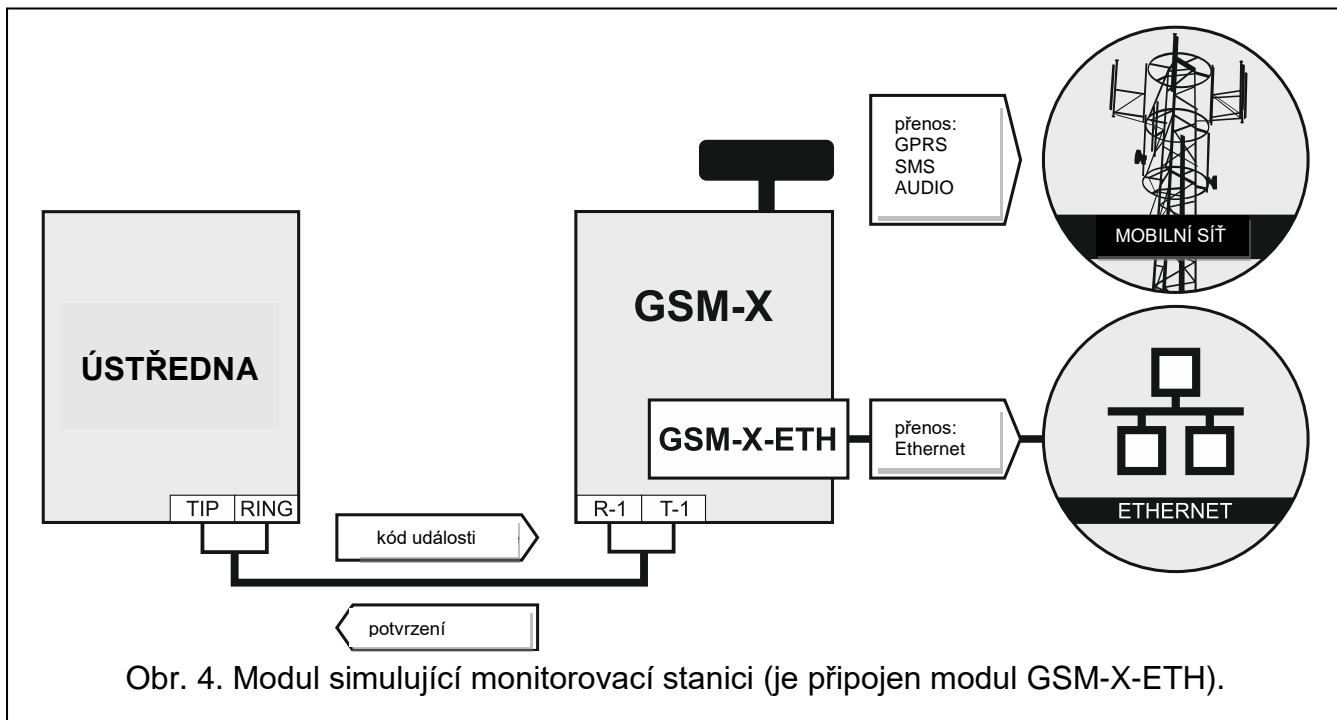 přenos:
GPRS
SMS
AUDIO
MOBILNÍ SÍŤ
ÚSTŘEDNA
GSM-X
GSM-X-ETH
přenos:
Ethernet
ETHERNET
TIP RING
R-1 T-1
kód události
potvrzení
Obr. 4. Modul simulující monitorovací stanici (je připojen modul GSM-X-ETH).